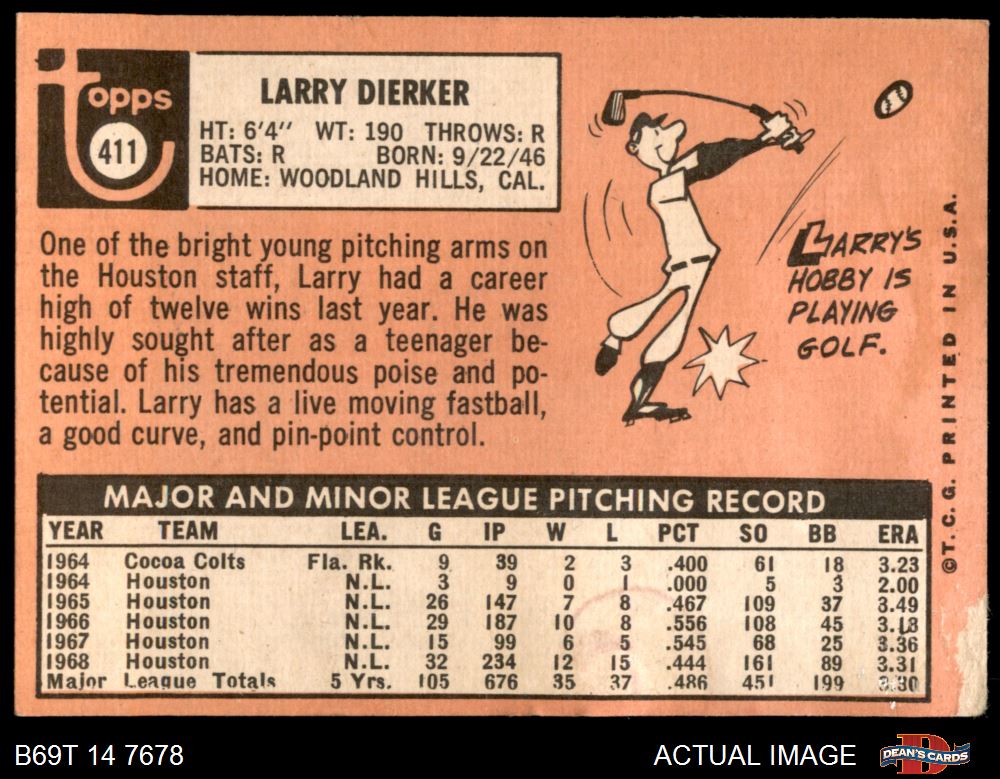 topps
411
LARRY DIERKER
HT: 6'4" WT: 190 THROWS: R
BATS: R BORN: 9/22/46
HOME: WOODLAND HILLS, CAL.
One of the bright young pitching arms on
the Houston staff, Larry had a career
high of twelve wins last year. He was
highly sought after as a teenager be-
cause of his tremendous poise and po-
tential. Larry has a live moving fastball,
a good curve, and pin-point control.
LARRY'S
HOBBY IS
PLAYING
GOLF.
©T.C.G. PRINTED IN U.S.A.
MAJOR AND MINOR LEAGUE PITCHING RECORD
YEAR TEAM LEA. G IP W L PCT SO BB ERA
1964 Cocoa Colts Fla. Rk. 9 39 2 3 .400 61 18 3.23
1964 Houston N.L. 3 9 0 1 .000 5 3 2.00
1965 Houston N.L. 26 147 7 8 .467 109 37 3.49
1966 Houston N.L. 29 187 10 8 .556 108 45 3.18
1967 Houston N.L. 15 99 6 5 .545 68 25 3.36
1968 Houston N.L. 32 234 12 15 .444 161 89 3.31
Major League Totals 5 Yrs. 105 676 35 37 .486 451 199 3.30
B69T 14 7678
ACTUAL IMAGE
DEAN'S CARDS